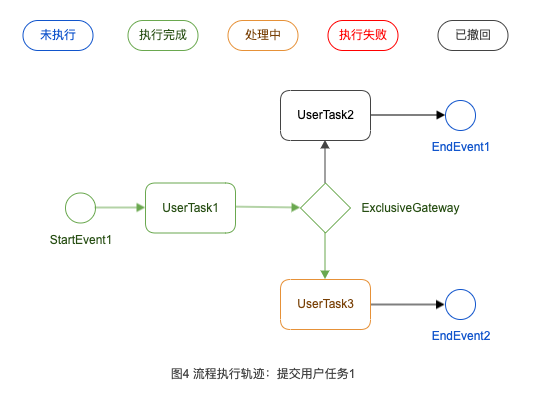 未执行
执行完成
处理中
执行失败
已撤回
UserTask2
EndEvent1
UserTask1
ExclusiveGateway
StartEvent1
UserTask3
EndEvent2
图4 流程执行轨迹：提交用户任务1